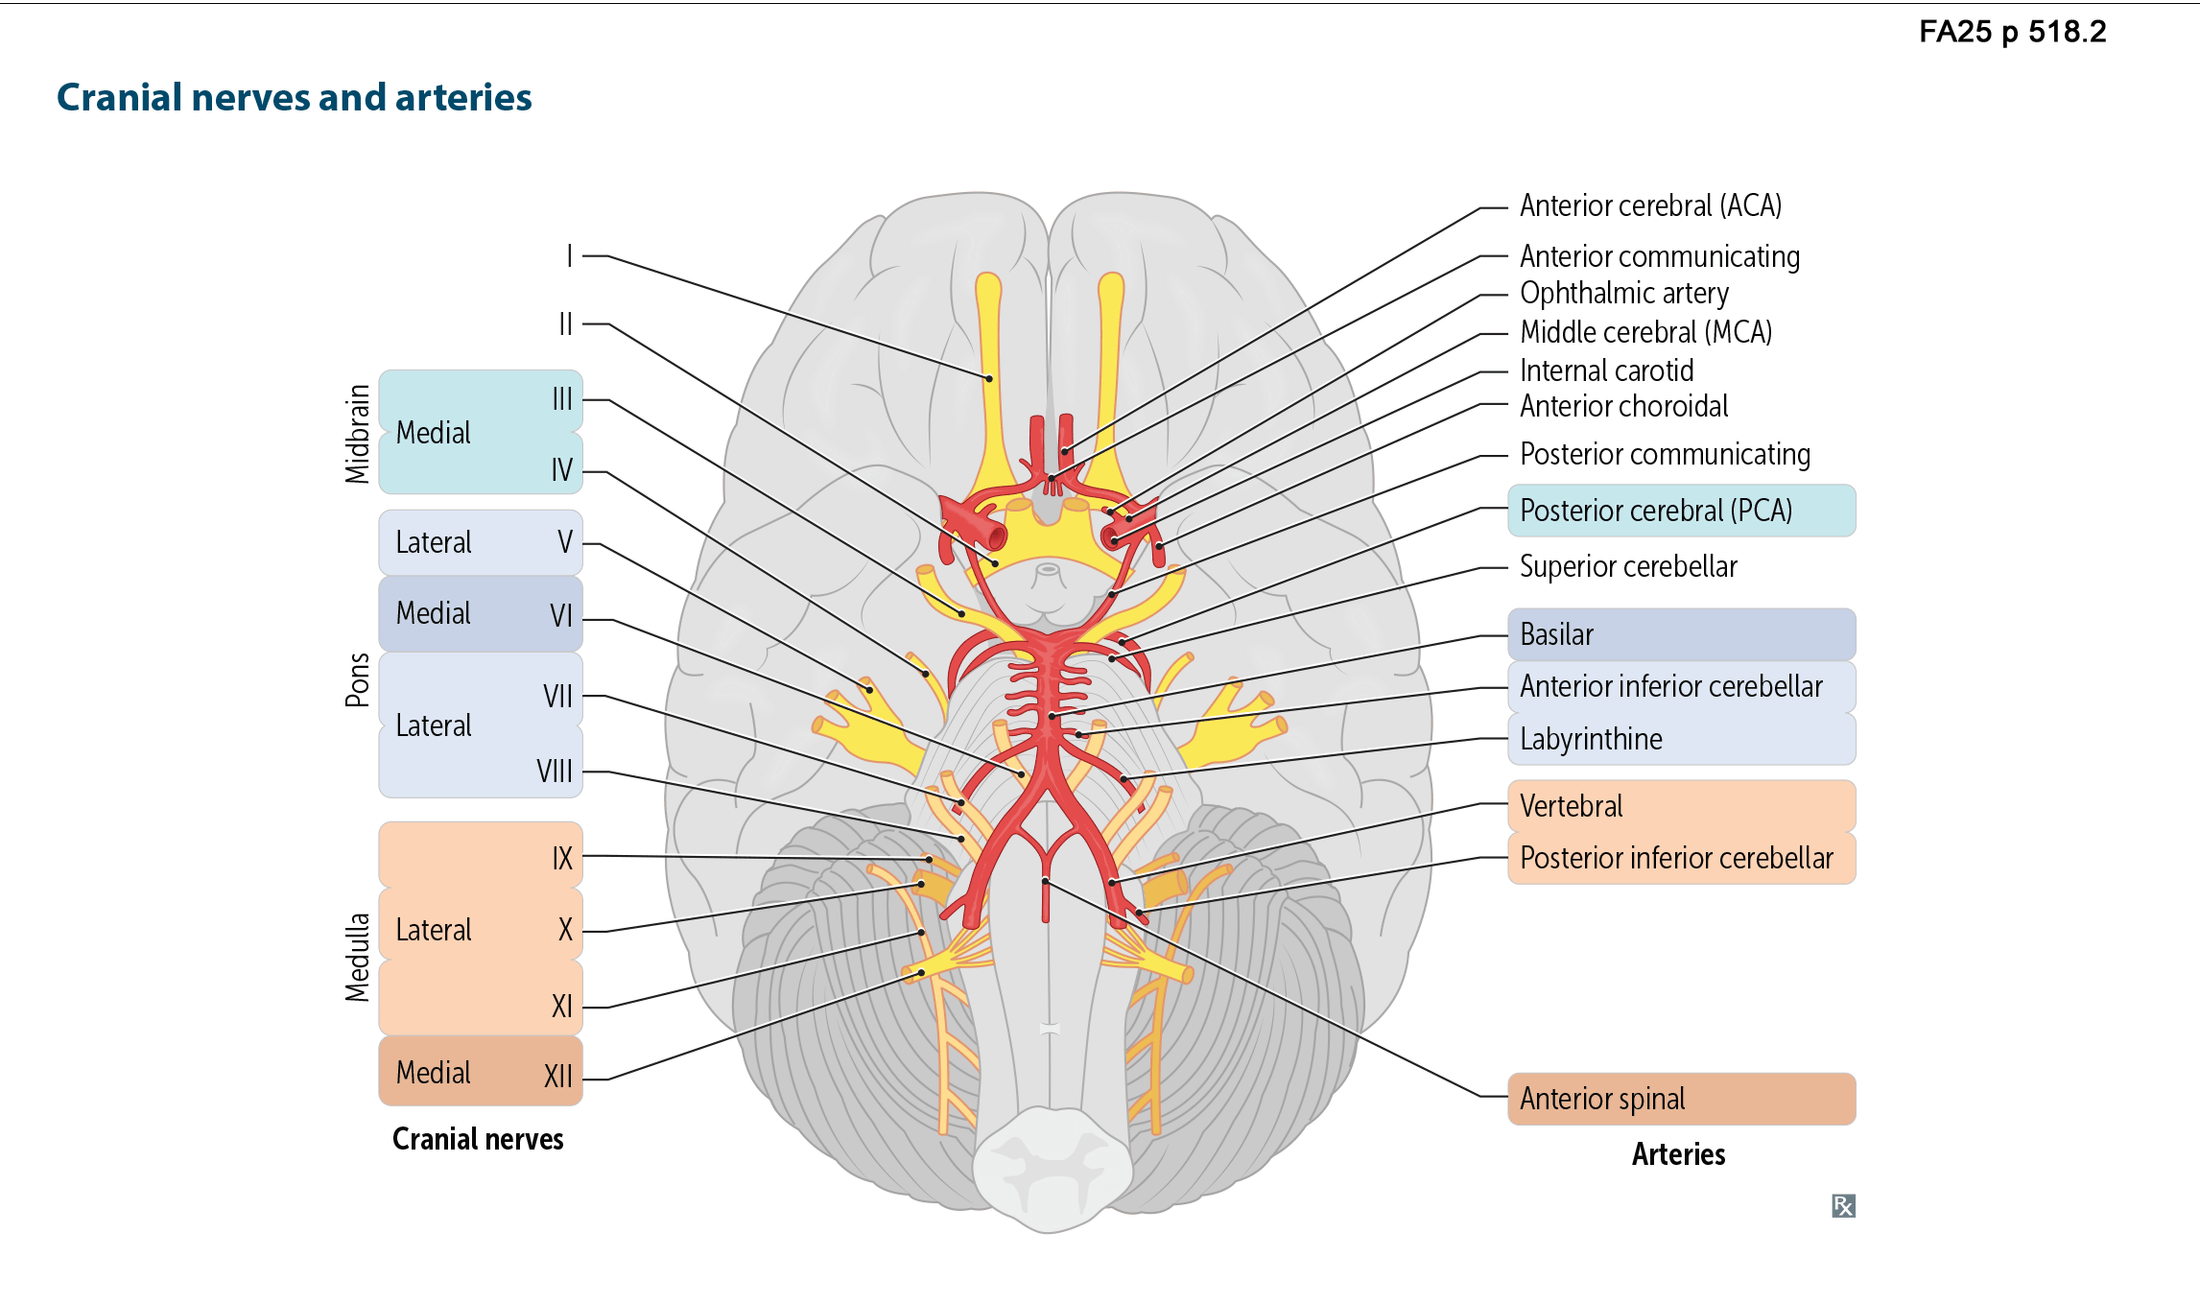 FA25 p 518.2
Cranial nerves and arteries
I
II
Midbrain
Medial
III
IV
Pons
Lateral V
Medial VI
Lateral
VII
VIII
Medulla
IX
Lateral X
XI
Medial XII
Cranial nerves
Anterior cerebral (ACA)
Anterior communicating
Ophthalmic artery
Middle cerebral (MCA)
Internal carotid
Anterior choroidal
Posterior communicating
Posterior cerebral (PCA)
Superior cerebellar
Basilar
Anterior inferior cerebellar
Labyrinthine
Vertebral
Posterior inferior cerebellar
Anterior spinal
Arteries
Rx